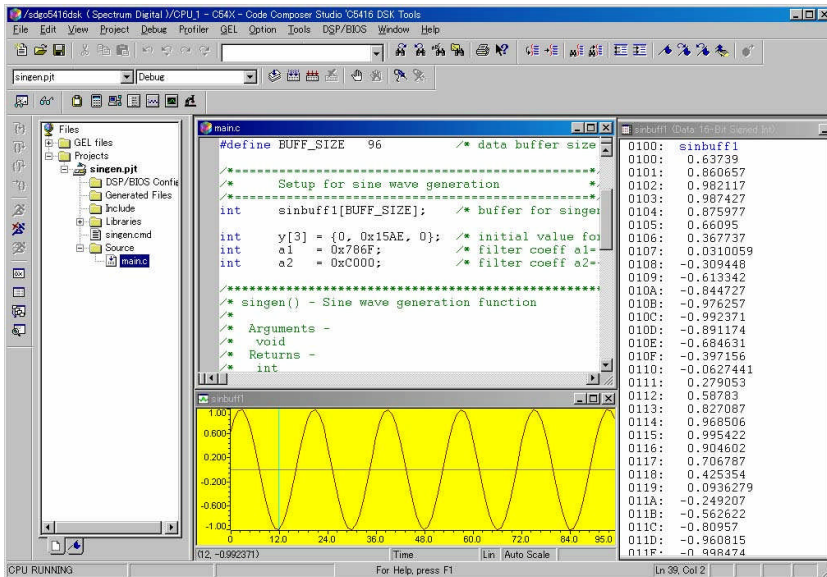 /sdgo5416dsk (Spectrum Digital)/CPU_1 - C54X - Code Composer Studio 'C5416 DSK Tools
File Edit View Project Debug Profiler GEL Option Tools DSP/BIOS Window Help
singen.pjt
Debug
Files
GEL files
Projects
singen.pjt
DSP/BIOS Config
Generated Files
Include
Libraries
singen.cmd
Source
main.c
main.c
#define BUFF_SIZE 96 /* data buffer size
/*=================================================*/
/* Setup for sine wave generation *
/*=================================================*/
int sinbuff1[BUFF_SIZE]; /* buffer for singen
int y[3] = {0, 0x15AE, 0}; /* initial value for
int a1 = 0x786F; /* filter coeff a1=
int a2 = 0xC000; /* filter coeff a2=-
/**************************************************
/* singen() - Sine wave generation function
/*
/* Arguments -
/* void
/* Returns -
/* int
sinbuff1
1.00
0.600
0.200
-0.200
-0.600
-1.00
0 12.0 24.0 36.0 48.0 60.0 72.0 84.0 95.0
(12, -0.992371) Time Lin Auto Scale
sinbuff1 (Data: 16-Bit Signed Int)
0100: sinbuff1
0100: 0.63739
0101: 0.860657
0102: 0.982117
0103: 0.987427
0104: 0.875977
0105: 0.66095
0106: 0.367737
0107: 0.0310059
0108: -0.309448
0109: -0.613342
010A: -0.844727
010B: -0.976257
010C: -0.992371
010D: -0.891174
010E: -0.684631
010F: -0.397156
0110: -0.0627441
0111: 0.279053
0112: 0.58783
0113: 0.827087
0114: 0.968506
0115: 0.995422
0116: 0.904602
0117: 0.706787
0118: 0.425354
0119: 0.0936279
011A: -0.249207
011B: -0.562622
011C: -0.80957
011D: -0.960815
011E: -0.998474
CPU RUNNING For Help, press F1 Ln 39, Col 2